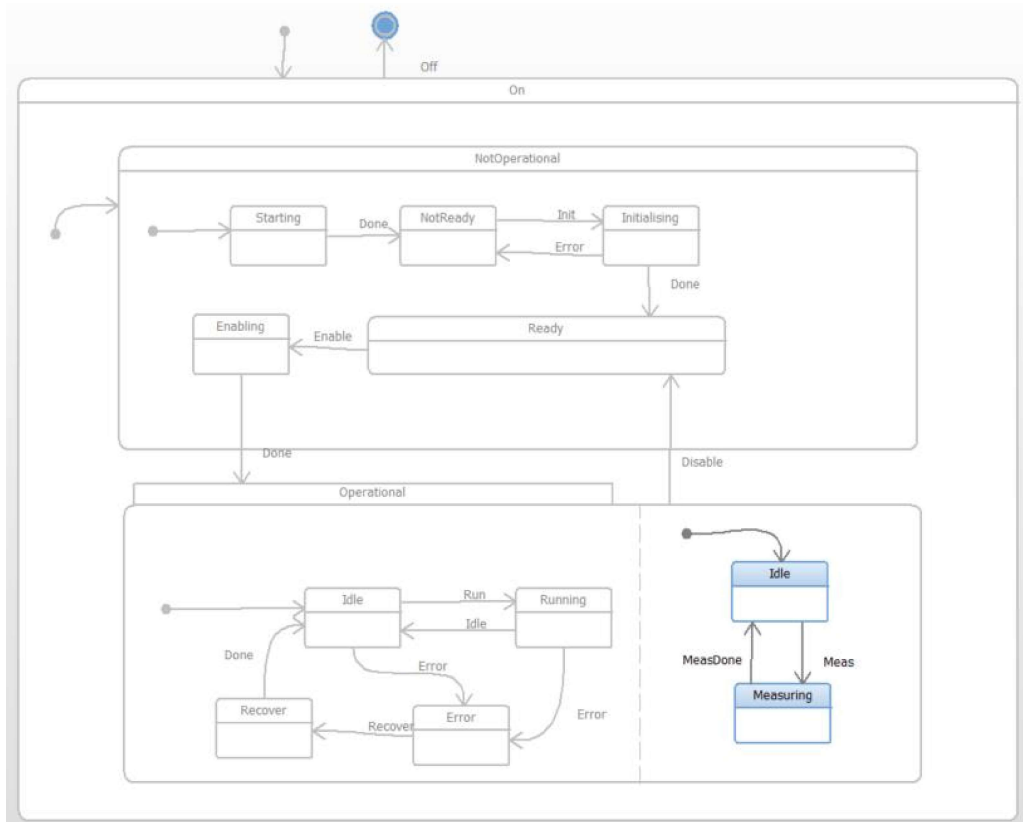 Off
On
NotOperational
Starting
Done
NotReady
Init
Initialising
Error
Done
Enabling
Enable
Ready
Done
Disable
Operational
Idle
Idle
Run
Running
Idle
Done
Error
MeasDone
Meas
Measuring
Recover
Recover
Error
Error